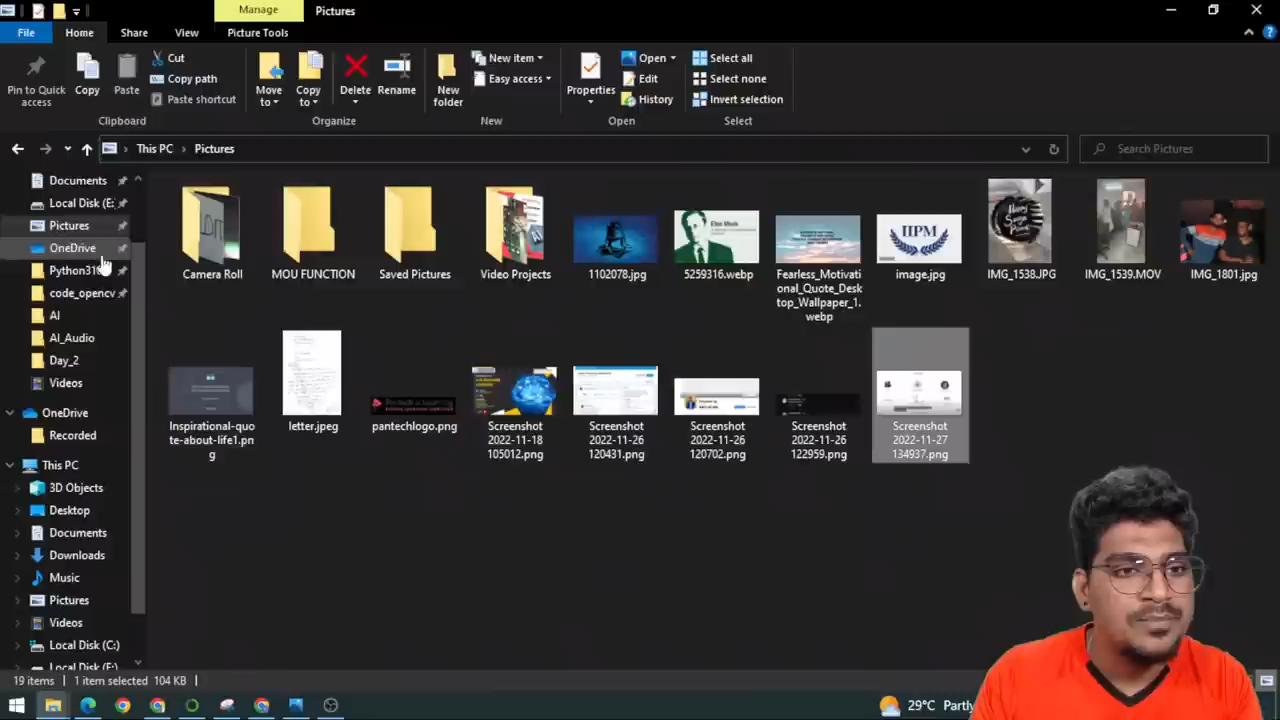 Manage
Pictures
File
Home
Share
View
Picture Tools
Pin to Quick
access
Copy
Paste
Cut
Copy path
Paste shortcut
Clipboard
Move
to
Copy
to
Delete
Rename
Organize
New
folder
New item
Easy access
New
Properties
Open
Edit
History
Open
Select all
Select none
Invert selection
Select
This PC
Pictures
Search Pictures
Documents
Local Disk (E:
Pictures
OneDrive
code_opencv
AI
AI_Audio
Day_2
Videos
OneDrive
Recorded
This PC
3D Objects
Desktop
Documents
Downloads
Music
Pictures
Videos
Local Disk (C:)
Local Disk (E:)
Elon Musk
IIPM
Camera Roll
MOU FUNCTION
Saved Pictures
Video Projects
1102078.jpg
5259316.webp
Fearless_Motivati
onal_Quote_Desk
top_Wallpaper_1.
webp
image.jpg
IMG_1538.JPG
IMG_1539.MOV
IMG_1801.jpg
Inspirational-quo
te-about-life1.pn
g
letter.jpeg
pantechlogo.png
Screenshot
2022-11-18
105012.png
Screenshot
2022-11-26
120431.png
Screenshot
2022-11-26
120702.png
Screenshot
2022-11-26
122959.png
Screenshot
2022-11-27
134937.png
19 items
1 item selected 104 KB
29°C Partly